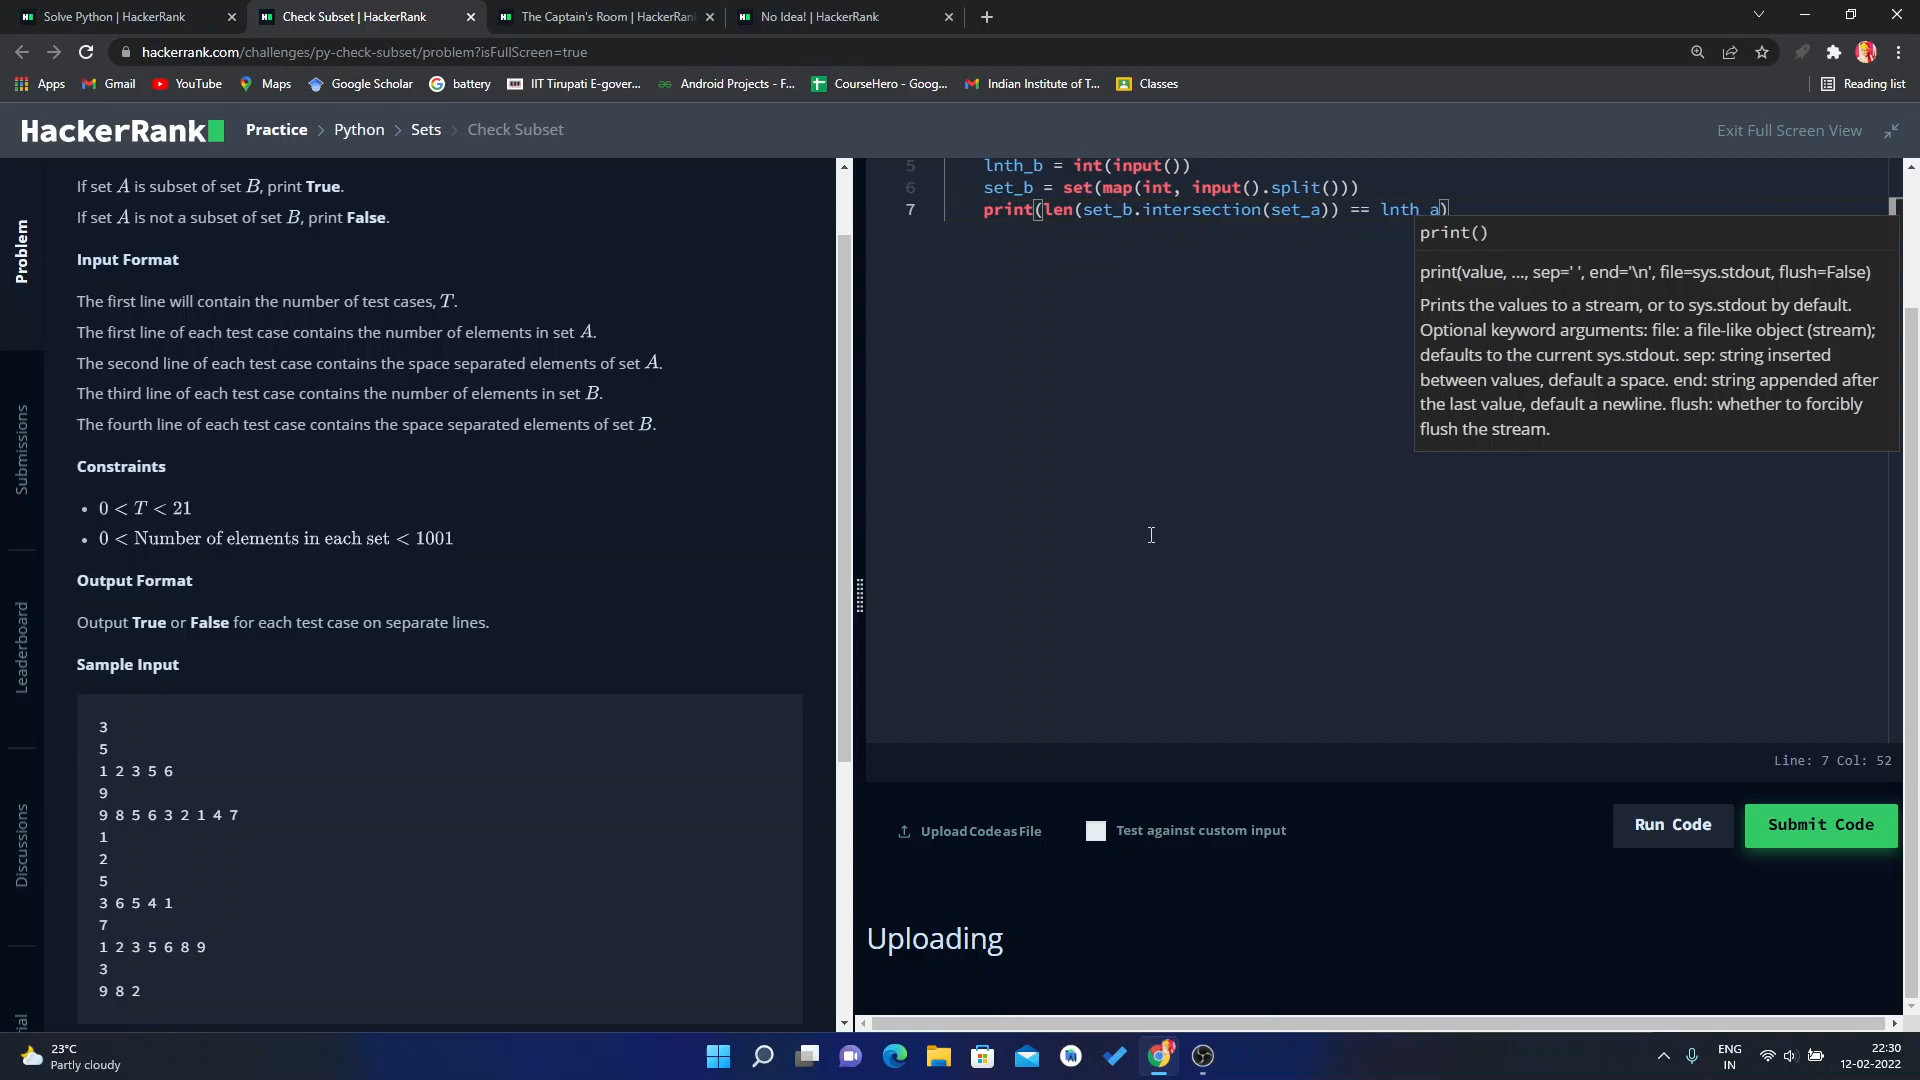 Solve Python | HackerRank
Check Subset | HackerRank
The Captain's Room | HackerRan
No Idea! | HackerRank
hackerrank.com/challenges/py-check-subset/problem?isFullScreen=true
Apps
Gmail
YouTube
Maps
Google Scholar
battery
IIT Tirupati E-gover...
Android Projects - F...
CourseHero - Goog...
Indian Institute of T...
Classes
Reading list
HackerRank
Practice > Python > Sets > Check Subset
Exit Full Screen View
Problem
Submissions
Leaderboard
Discussions
ial
If set A is subset of set B, print True.
If set A is not a subset of set B, print False.
Input Format
The first line will contain the number of test cases, T.
The first line of each test case contains the number of elements in set A.
The second line of each test case contains the space separated elements of set A.
The third line of each test case contains the number of elements in set B.
The fourth line of each test case contains the space separated elements of set B.
Constraints
• 0 < T < 21
• 0 < Number of elements in each set < 1001
Output Format
Output True or False for each test case on separate lines.
Sample Input
3
5
1 2 3 5 6
9
9 8 5 6 3 2 1 4 7
1
2
5
3 6 5 4 1
7
1 2 3 5 6 8 9
3
9 8 2
5 lnth_b = int(input())
6 set_b = set(map(int, input().split()))
7 print(len(set_b.intersection(set_a)) == lnth_a)
print()
print(value, ..., sep=' ', end='\n', file=sys.stdout, flush=False)
Prints the values to a stream, or to sys.stdout by default.
Optional keyword arguments: file: a file-like object (stream);
defaults to the current sys.stdout. sep: string inserted
between values, default a space. end: string appended after
the last value, default a newline. flush: whether to forcibly
flush the stream.
Line: 7 Col: 52
Upload Code as File
Test against custom input
Run Code
Submit Code
Uploading
23°C
Partly cloudy
ENG
IN
22:30
12-02-2022